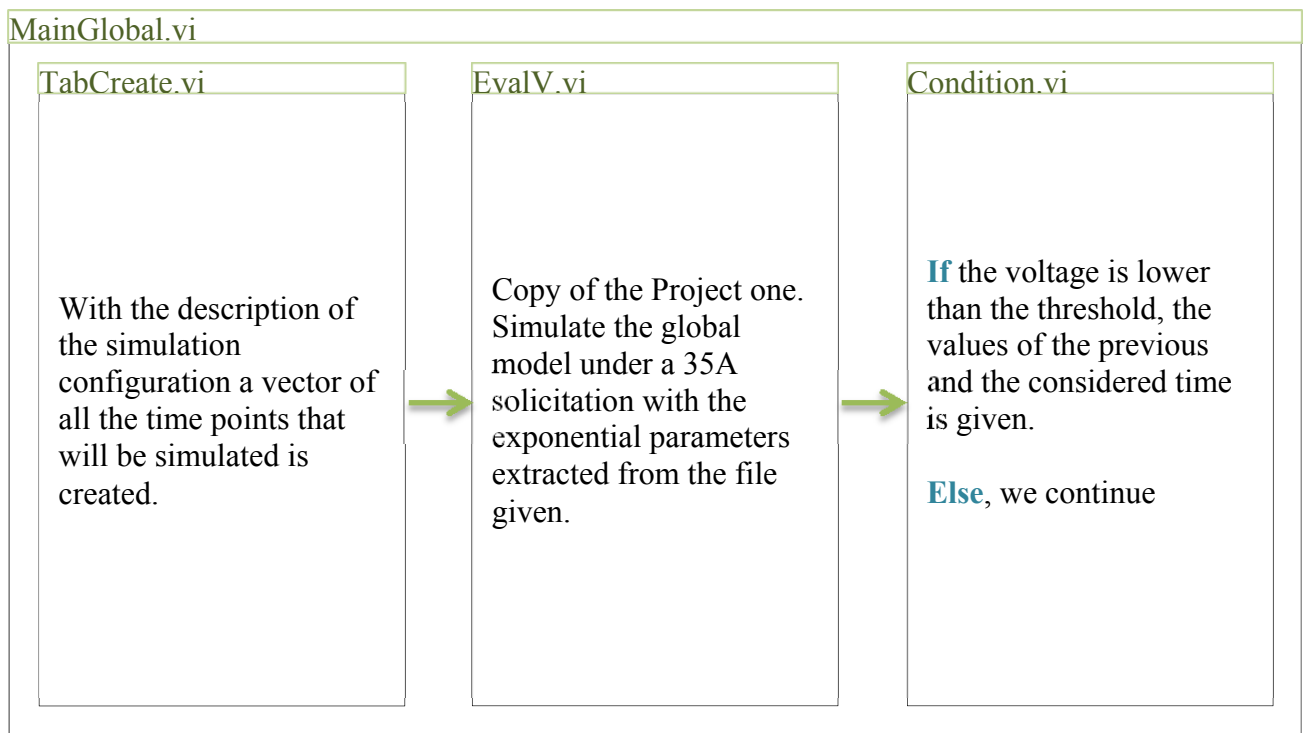 MainGlobal.vi
TabCreate.vi
With the description of
the simulation
configuration a vector of
all the time points that
will be simulated is
created.
EvalV.vi
Copy of the Project one.
Simulate the global
model under a 35A
solicitation with the
exponential parameters
extracted from the file
given.
Condition.vi
If the voltage is lower
than the threshold, the
values of the previous
and the considered time
is given.
Else, we continue